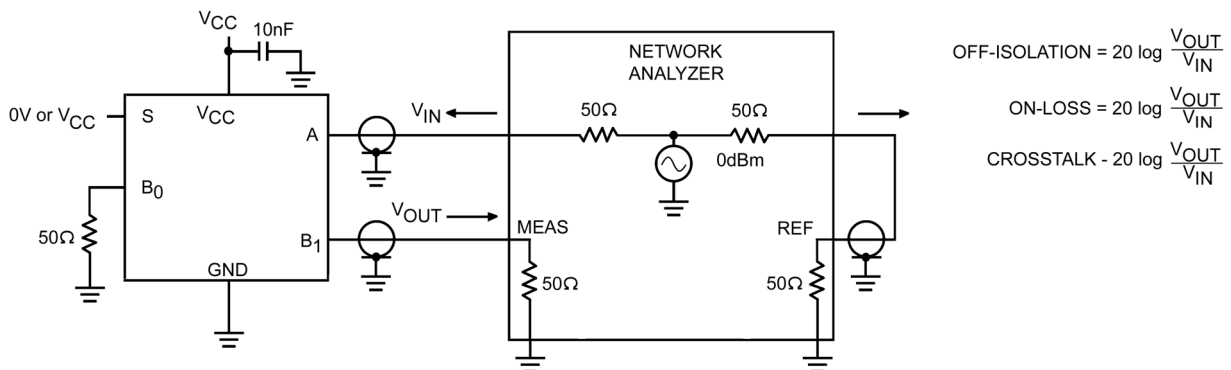 VCC
10nF
0V or VCC
S
VCC
A
B0
50Ω
B1
GND
VIN
VOUT
NETWORK
ANALYZER
50Ω
50Ω
0dBm
MEAS
REF
50Ω
50Ω
OFF-ISOLATION = 20 log VOUT/VIN
ON-LOSS = 20 log VOUT/VIN
CROSSTALK - 20 log VOUT/VIN